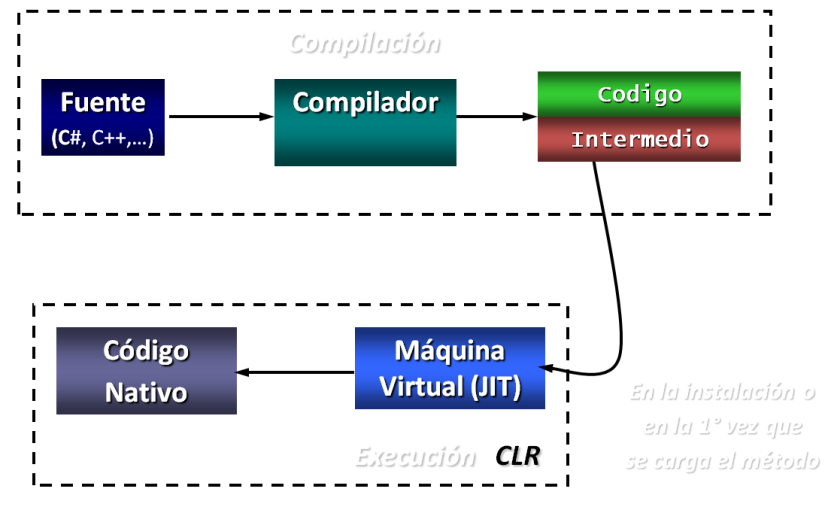 Compilación
Fuente
(C#, C++,...)
Compilador
Codigo
Intermedio
Código
Nativo
Máquina
Virtual (JIT)
Execución CLR
En la instalación o
en la 1° vez que
se carga el método